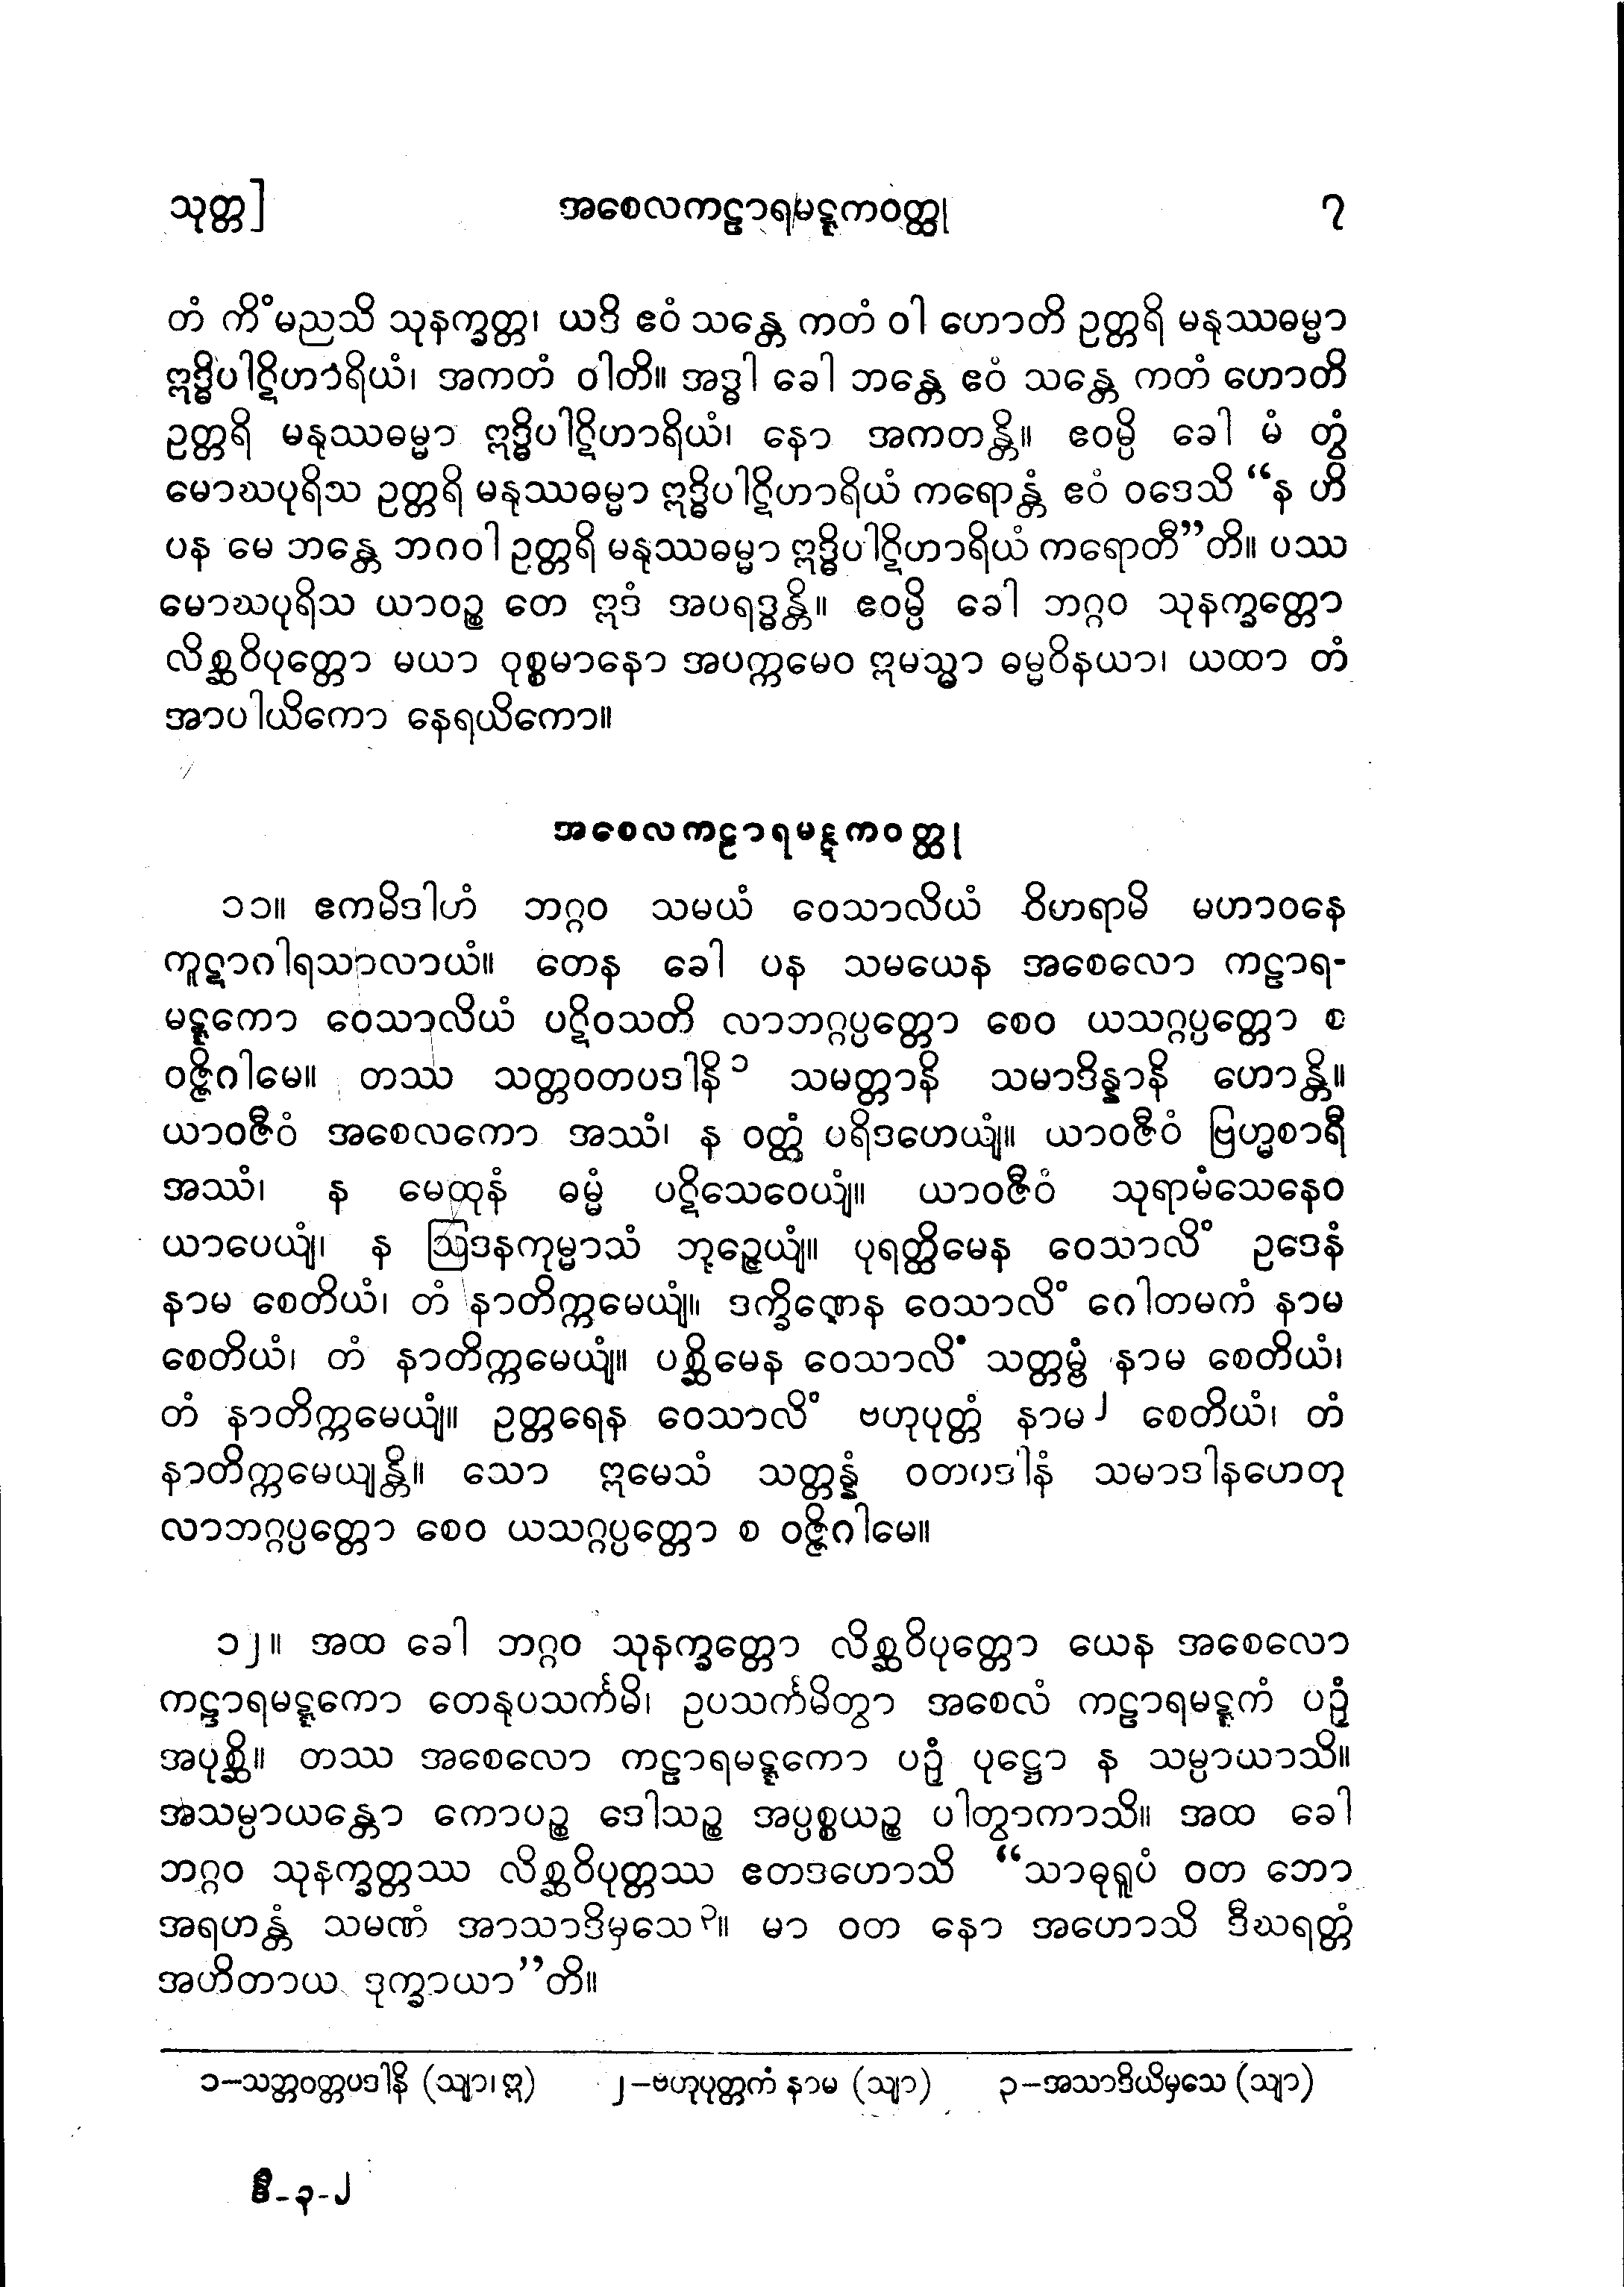 သုတ္တ]
အစေလကဠာရမဋ္ဋကဝတ္ထု
၇
တံ ကိံမညသိ သုနက္ခတ္တ၊ ယဒိ ဧဝံ သန္တေ ကတံ ဝါ ဟောတိ ဥတ္တရိ မနုဿဓမ္မာ
ဣဒ္ဓိပါဋိဟာရိယံ၊ အကတံ ဝါတိ။ အဒ္ဓါ ခေါ ဘန္တေ ဧဝံ သန္တေ ကတံ ဟောတိ
ဥတ္တရိ မနုဿဓမ္မာ ဣဒ္ဓိပါဋိဟာရိယံ၊ နော အကတန္တိ။ ဧဝမ္ပိ ခေါ မံ တွံ
မောဃပုရိသ ဥတ္တရိ မနုဿဓမ္မာ ဣဒ္ဓိပါဋိဟာရိယံ ကရောန္တံ ဧဝံ ဝဒေသိ “န ဟိ
ပန မေ ဘန္တေ ဘဂဝါ ဥတ္တရိ မနုဿဓမ္မာ ဣဒ္ဓိပါဋိဟာရိယံ ကရောတီ”တိ။ ပဿ
မောဃပုရိသ ယာဝဉ္စ တေ ဣဒံ အပရဒ္ဓန္တိ။ ဧဝမ္ပိ ခေါ ဘဂ္ဂဝ သုနက္ခတ္တော
လိစ္ဆဝိပုတ္တော မယာ ဝုစ္စမာနော အပက္ကမေဝ ဣမသ္မာ ဓမ္မဝိနယာ၊ ယထာ တံ
အာပါယိကော နေရယိကော။
အစေလကဠာရမဋ္ဋကဝတ္ထု
၁၁။ ဧကမိဒါဟံ ဘဂ္ဂဝ သမယံ ဝေသာလိယံ ဝိဟရာမိ မဟာဝနေ
ကူဋာဂါရသာလာယံ။ တေန ခေါ ပန သမယေန အစေလော ကဠာရ-
မဋ္ဋကော ဝေသာလိယံ ပဋိဝသတိ လာဘဂ္ဂပ္ပတ္တော စေဝ ယသဂ္ဂပ္ပတ္တော စ
ဝဇ္ဇိဂါမေ။ တဿ သတ္တဝတပဒါနိ ၁ သမတ္တာနိ သမာဒိန္နာနိ ဟောန္တိ။
ယာဝဇီဝံ အစေလကော အဿံ၊ န ဝတ္ထံ ပရိဒဟေယျံ။ ယာဝဇီဝံ ဗြဟ္မစာရီ
အဿံ၊ န မေထုနံ ဓမ္မံ ပဋိသေဝေယျံ။ ယာဝဇီဝံ သုရာမံသေနေဝ
ယာပေယျံ၊ န ဩဒနကုမ္မာသံ ဘုဉ္ဇေယျံ။ ပုရတ္ထိမေန ဝေသာလိံ ဥဒေနံ
နာမ စေတိယံ၊ တံ နာတိက္ကမေယျံ။ ဒက္ခိဏေန ဝေသာလိံ ဂေါတမကံ နာမ
စေတိယံ၊ တံ နာတိက္ကမေယျံ။ ပစ္ဆိမေန ဝေသာလိံ သတ္တမ္ဗံ နာမ စေတိယံ၊
တံ နာတိက္ကမေယျံ။ ဥတ္တရေန ဝေသာလိံ ဗဟုပုတ္တံ နာမ ၂ စေတိယံ၊ တံ
နာတိက္ကမေယျန္တိ။ သော ဣမေသံ သတ္တန္နံ ဝတပဒါနံ သမာဒါနဟေတု
လာဘဂ္ဂပ္ပတ္တော စေဝ ယသဂ္ဂပ္ပတ္တော စ ဝဇ္ဇိဂါမေ။
၁၂။ အထ ခေါ ဘဂ္ဂဝ သုနက္ခတ္တော လိစ္ဆဝိပုတ္တော ယေန အစေလော
ကဠာရမဋ္ဋကော တေနုပသင်္ကမိ၊ ဥပသင်္ကမိတွာ အစေလံ ကဠာရမဋ္ဋကံ ပဉှံ
အပုစ္ဆိ။ တဿ အစေလော ကဠာရမဋ္ဋကော ပဉှံ ပုဋ္ဌော န သမ္ပာယာသိ။
အသမ္ပာယန္တော ကောပဉ္စ ဒေါသဉ္စ အပ္ပစ္စယဉ္စ ပါတွာကာသိ။ အထ ခေါ
ဘဂ္ဂဝ သုနက္ခတ္တဿ လိစ္ဆဝိပုတ္တဿ ဧတဒဟောသိ “သာဓုရူပံ ဝတ ဘော
အရဟန္တံ သမဏံ အာသာဒိမှသေ ၃။ မာ ဝတ နော အဟောသိ ဒီဃရတ္တံ
အဟိတာယ ဒုက္ခာယာ”တိ။
၁–သတ္တဝတ္တပဒါနိ (သျာ၊ ဣ)
၂–ဗဟုပုတ္တကံ နာမ (သျာ)
၃–အသာဒိယိမှသေ (သျာ)
ဒီ-၃-၂